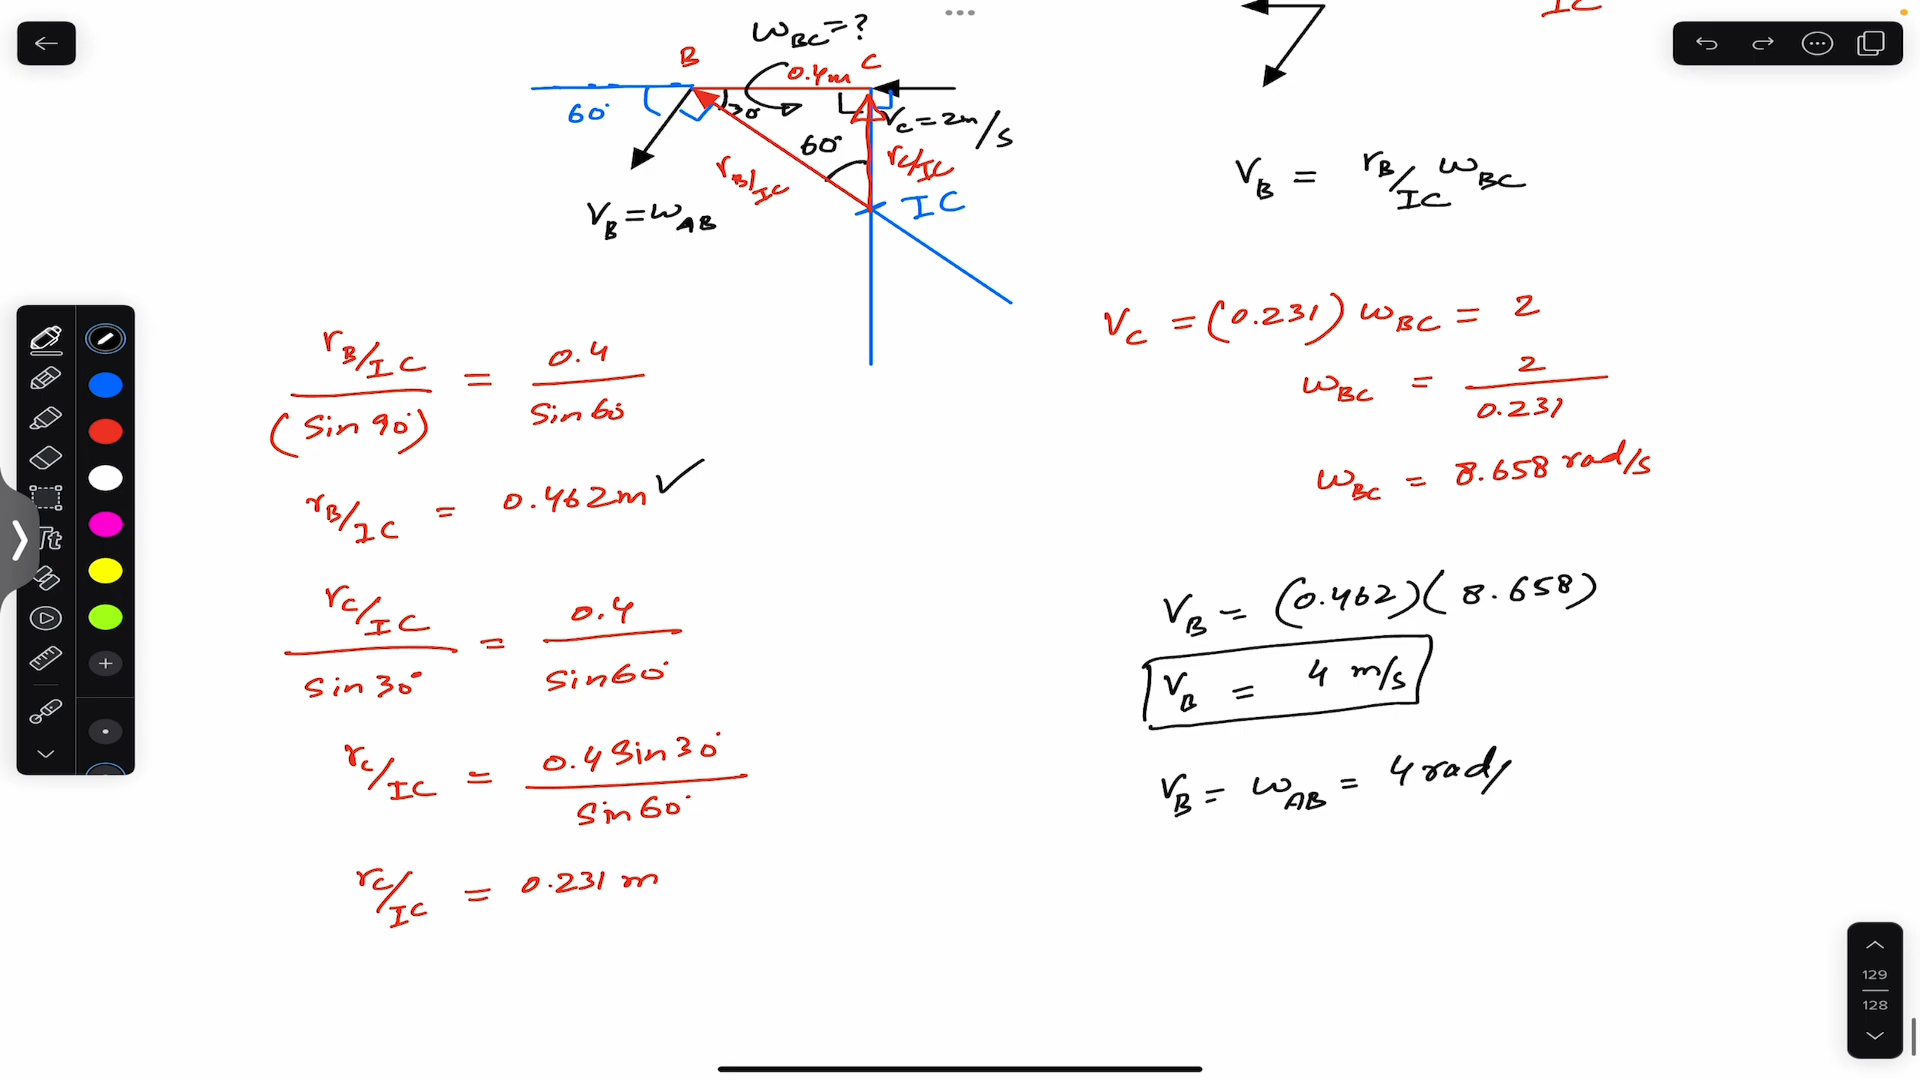 ω_BC = ?
B
0.4m C
60°
30°
V_C = 2m/s
60°
r_B/IC
r_C/IC
IC
V_B = ω_AB
r_B/IC / (Sin 90°) = 0.4 / Sin 60°
r_B/IC = 0.462m ✓
r_C/IC / Sin 30° = 0.4 / Sin 60°
r_C/IC = 0.4 Sin 30° / Sin 60°
r_C/IC = 0.231 m
IC
V_B = r_B/IC ω_BC
V_C = (0.231) ω_BC = 2
ω_BC = 2 / 0.231
ω_BC = 8.658 rad/s
V_B = (0.462)(8.658)
V_B = 4 m/s
V_B = ω_AB = 4 rad/
Tt
129
128